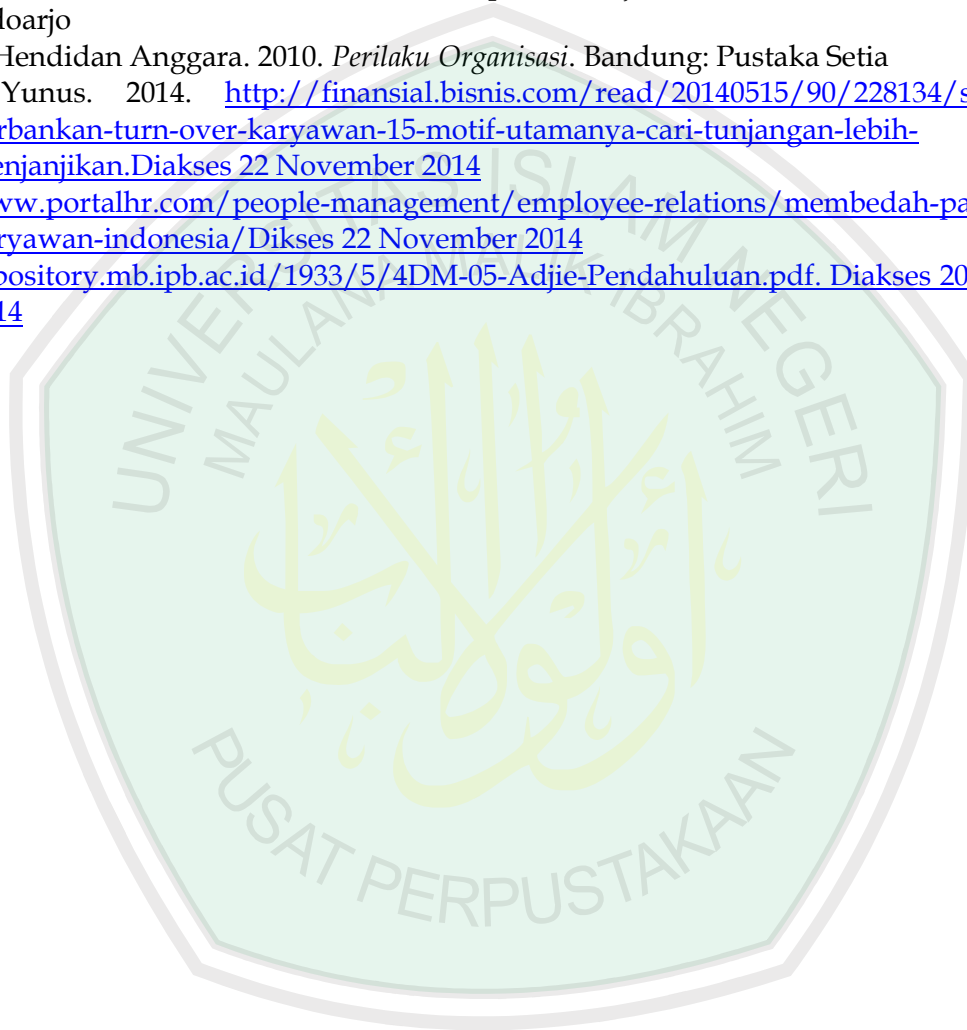 loarjo
Hendidan Anggara. 2010. Perilaku Organisasi. Bandung: Pustaka Setia
Yunus. 2014. http://finansial.bisnis.com/read/20140515/90/228134/s
rbankan-turn-over-karyawan-15-motif-utamanya-cari-tunjangan-lebih-
enjanjikan.Diakses 22 November 2014
ww.portalhr.com/people-management/employee-relations/membedah-pa
ryawan-indonesia/Dikses 22 November 2014
pository.mb.ipb.ac.id/1933/5/4DM-05-Adjie-Pendahuluan.pdf. Diakses 20
14
UNIVERSITAS ISLAM NEGERI
MAULANA MALIK IBRAHIM
PUSAT PERPUSTAKAAN